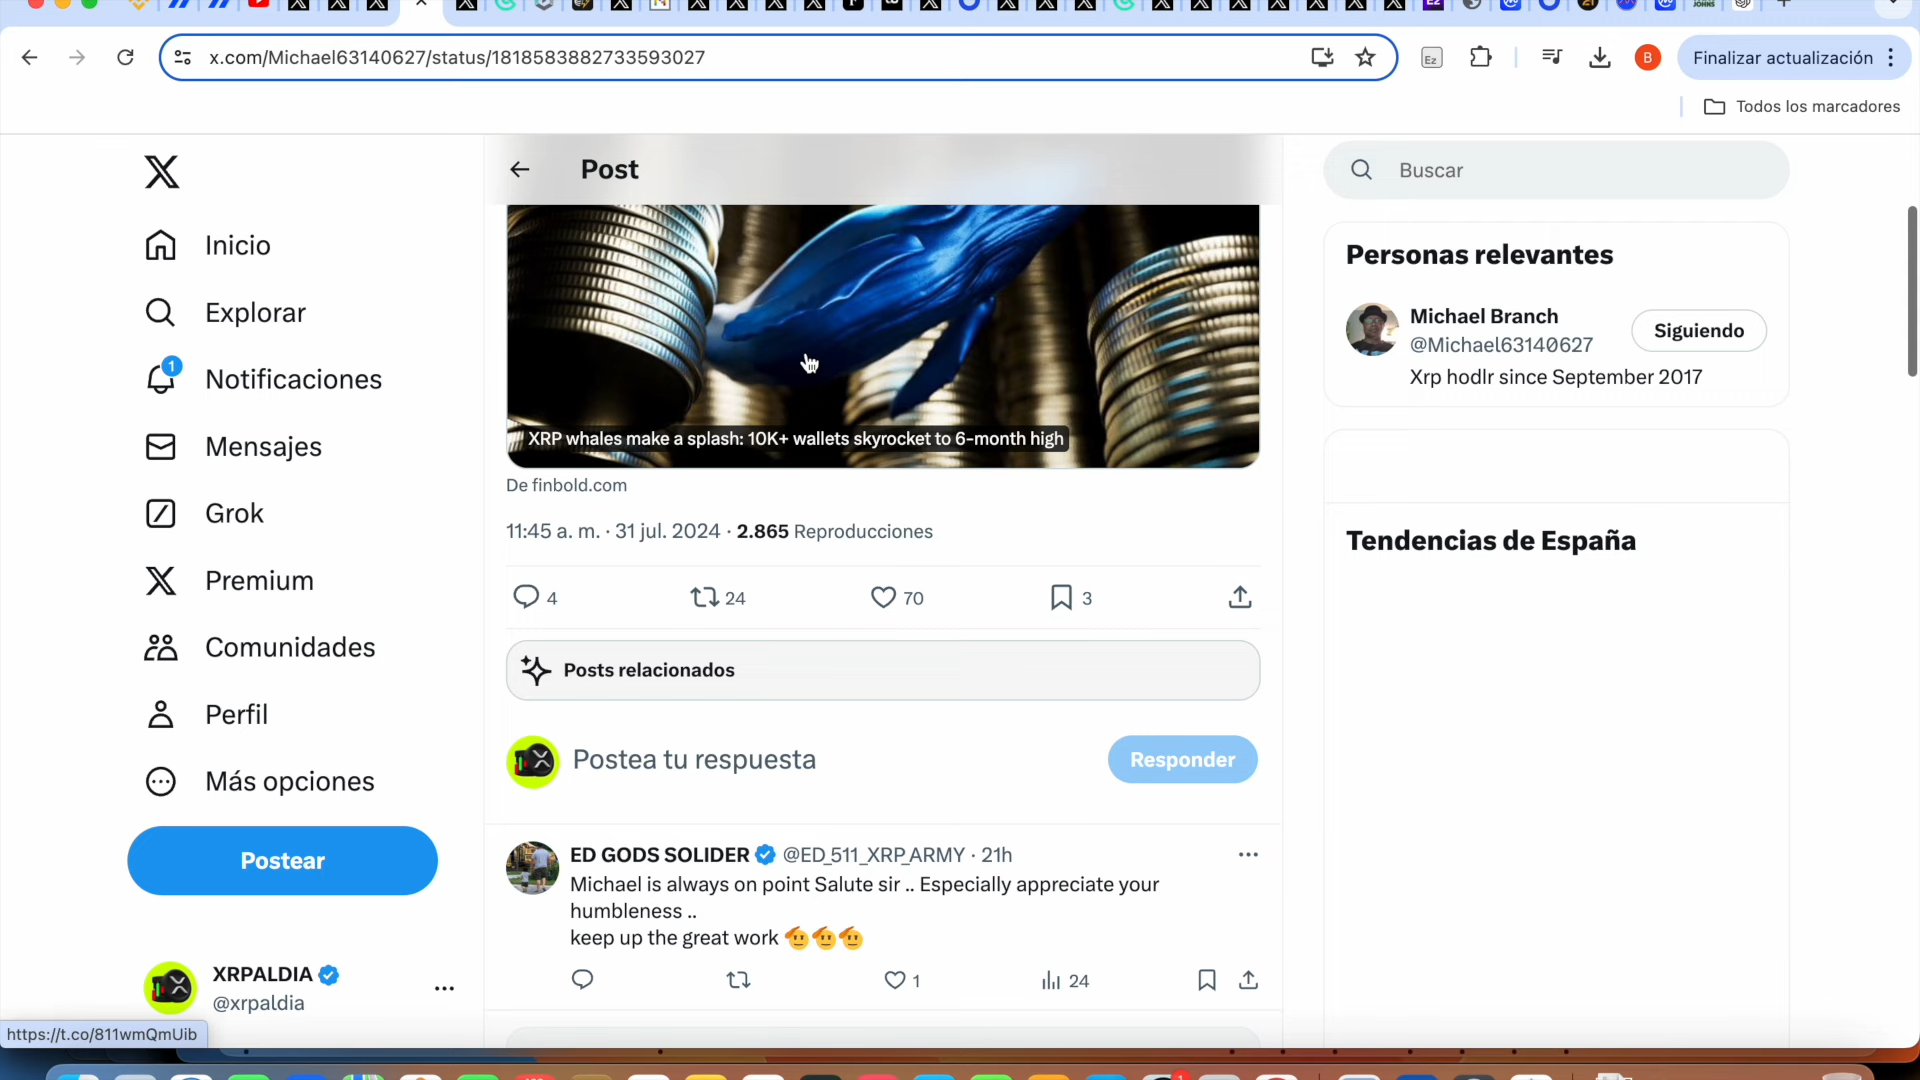 x.com/Michael63140627/status/1818583882733593027
Ez
B
Finalizar actualización
Todos los marcadores
Post
Buscar
Inicio
Explorar
1
Notificaciones
Mensajes
Grok
Premium
Comunidades
Perfil
Más opciones
Postear
XRPALDIA
@xrpaldia
https://t.co/811wmQmUib
XRP whales make a splash: 10K+ wallets skyrocket to 6-month high
De finbold.com
11:45 a. m. · 31 jul. 2024 · 2.865 Reproducciones
4 24 70 3
Posts relacionados
Postea tu respuesta
Responder
ED GODS SOLIDER @ED_511_XRP_ARMY · 21h
Michael is always on point Salute sir .. Especially appreciate your
humbleness ..
keep up the great work 🫡🫡🫡
1 24
Personas relevantes
Michael Branch
@Michael63140627
Siguiendo
Xrp hodlr since September 2017
Tendencias de España